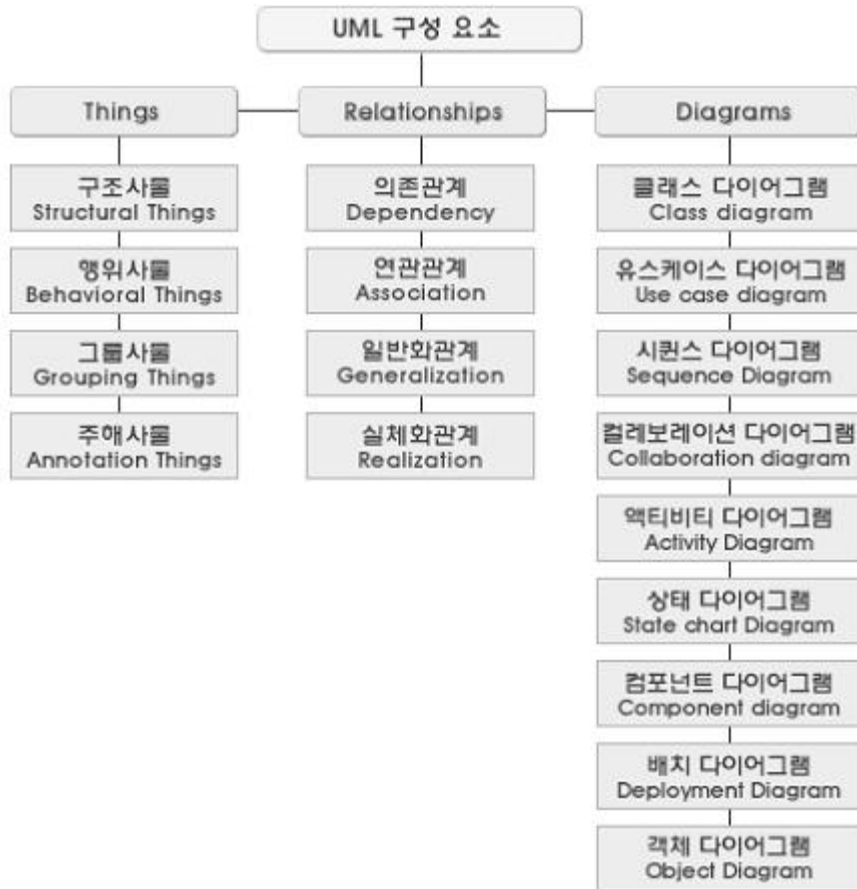 UML 구성 요소
Things
구조사물
Structural Things
행위사물
Behavioral Things
그룹사물
Grouping Things
주해사물
Annotation Things
Relationships
의존관계
Dependency
연관관계
Association
일반화관계
Generalization
실체화관계
Realization
Diagrams
클래스 다이어그램
Class diagram
유스케이스 다이어그램
Use case diagram
시퀀스 다이어그램
Sequence Diagram
컬레보레이션 다이어그램
Collaboration diagram
액티비티 다이어그램
Activity Diagram
상태 다이어그램
State chart Diagram
컴포넌트 다이어그램
Component diagram
배치 다이어그램
Deployment Diagram
객체 다이어그램
Object Diagram